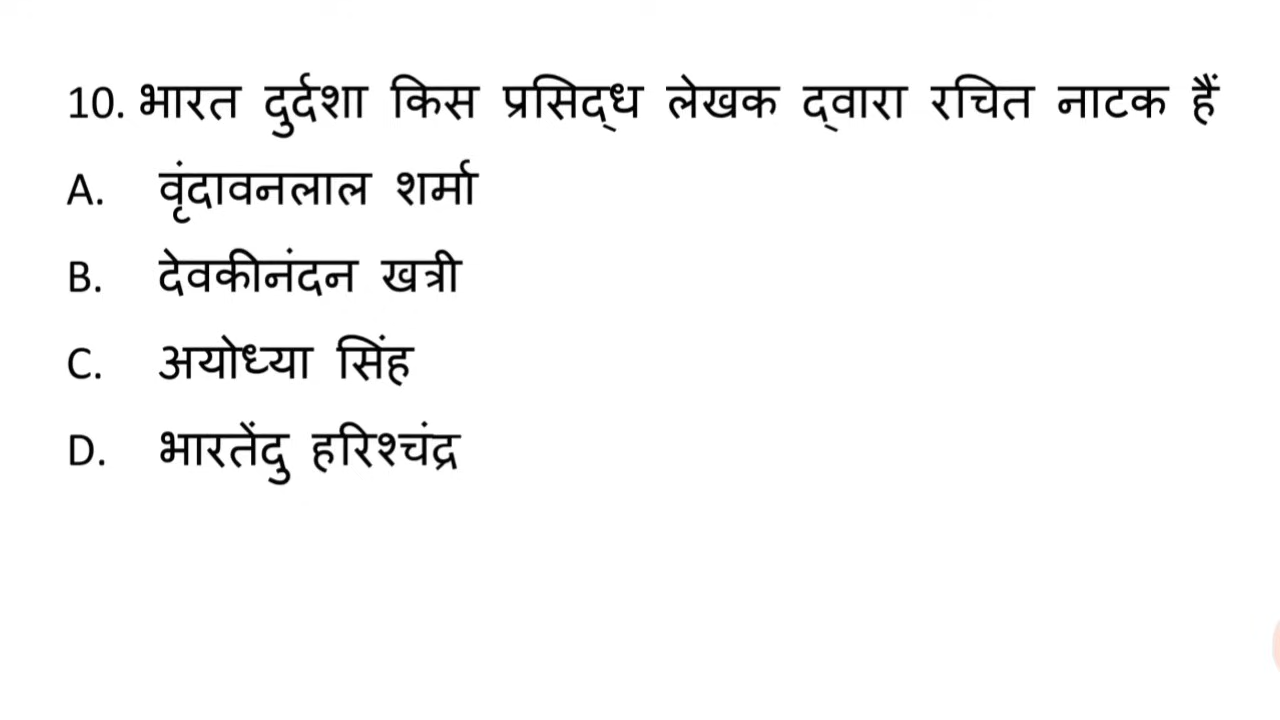 10. भारत दुर्दशा किस प्रसिद्ध लेखक द्वारा रचित नाटक हैं
A. वृंदावनलाल शर्मा
B. देवकीनंदन खत्री
C. अयोध्या सिंह
D. भारतेंदु हरिश्चंद्र